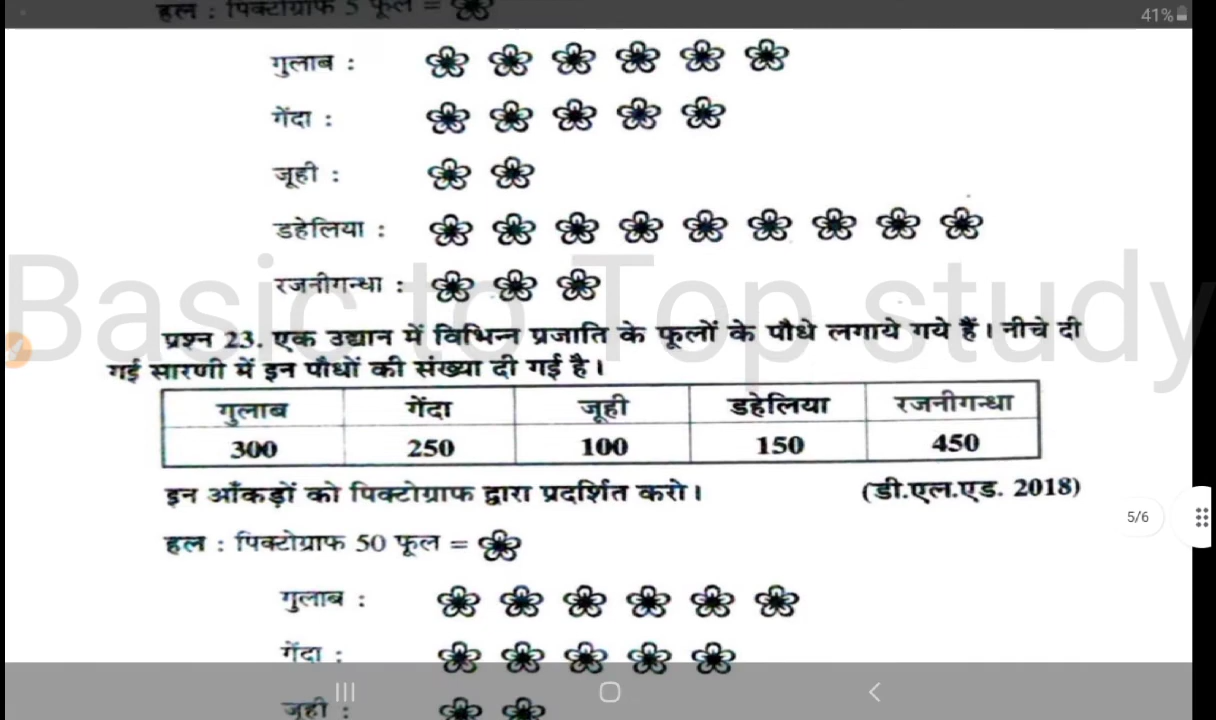 हल : पिक्टोग्राफ 5 फूल =
41%
गुलाब :
गेंदा :
जूही :
डहेलिया :
रजनीगन्धा :
Basic to Top study
प्रश्न 23. एक उद्यान में विभिन्न प्रजाति के फूलों के पौधे लगाये गये हैं। नीचे दी
गई सारणी में इन पौधों की संख्या दी गई है।
गुलाब गेंदा जूही डहेलिया रजनीगन्धा
300 250 100 150 450
इन आँकड़ों को पिक्टोग्राफ द्वारा प्रदर्शित करो। (डी.एल.एड. 2018)
5/6
हल : पिक्टोग्राफ 50 फूल =
गुलाब :
गेंदा :
जूही :